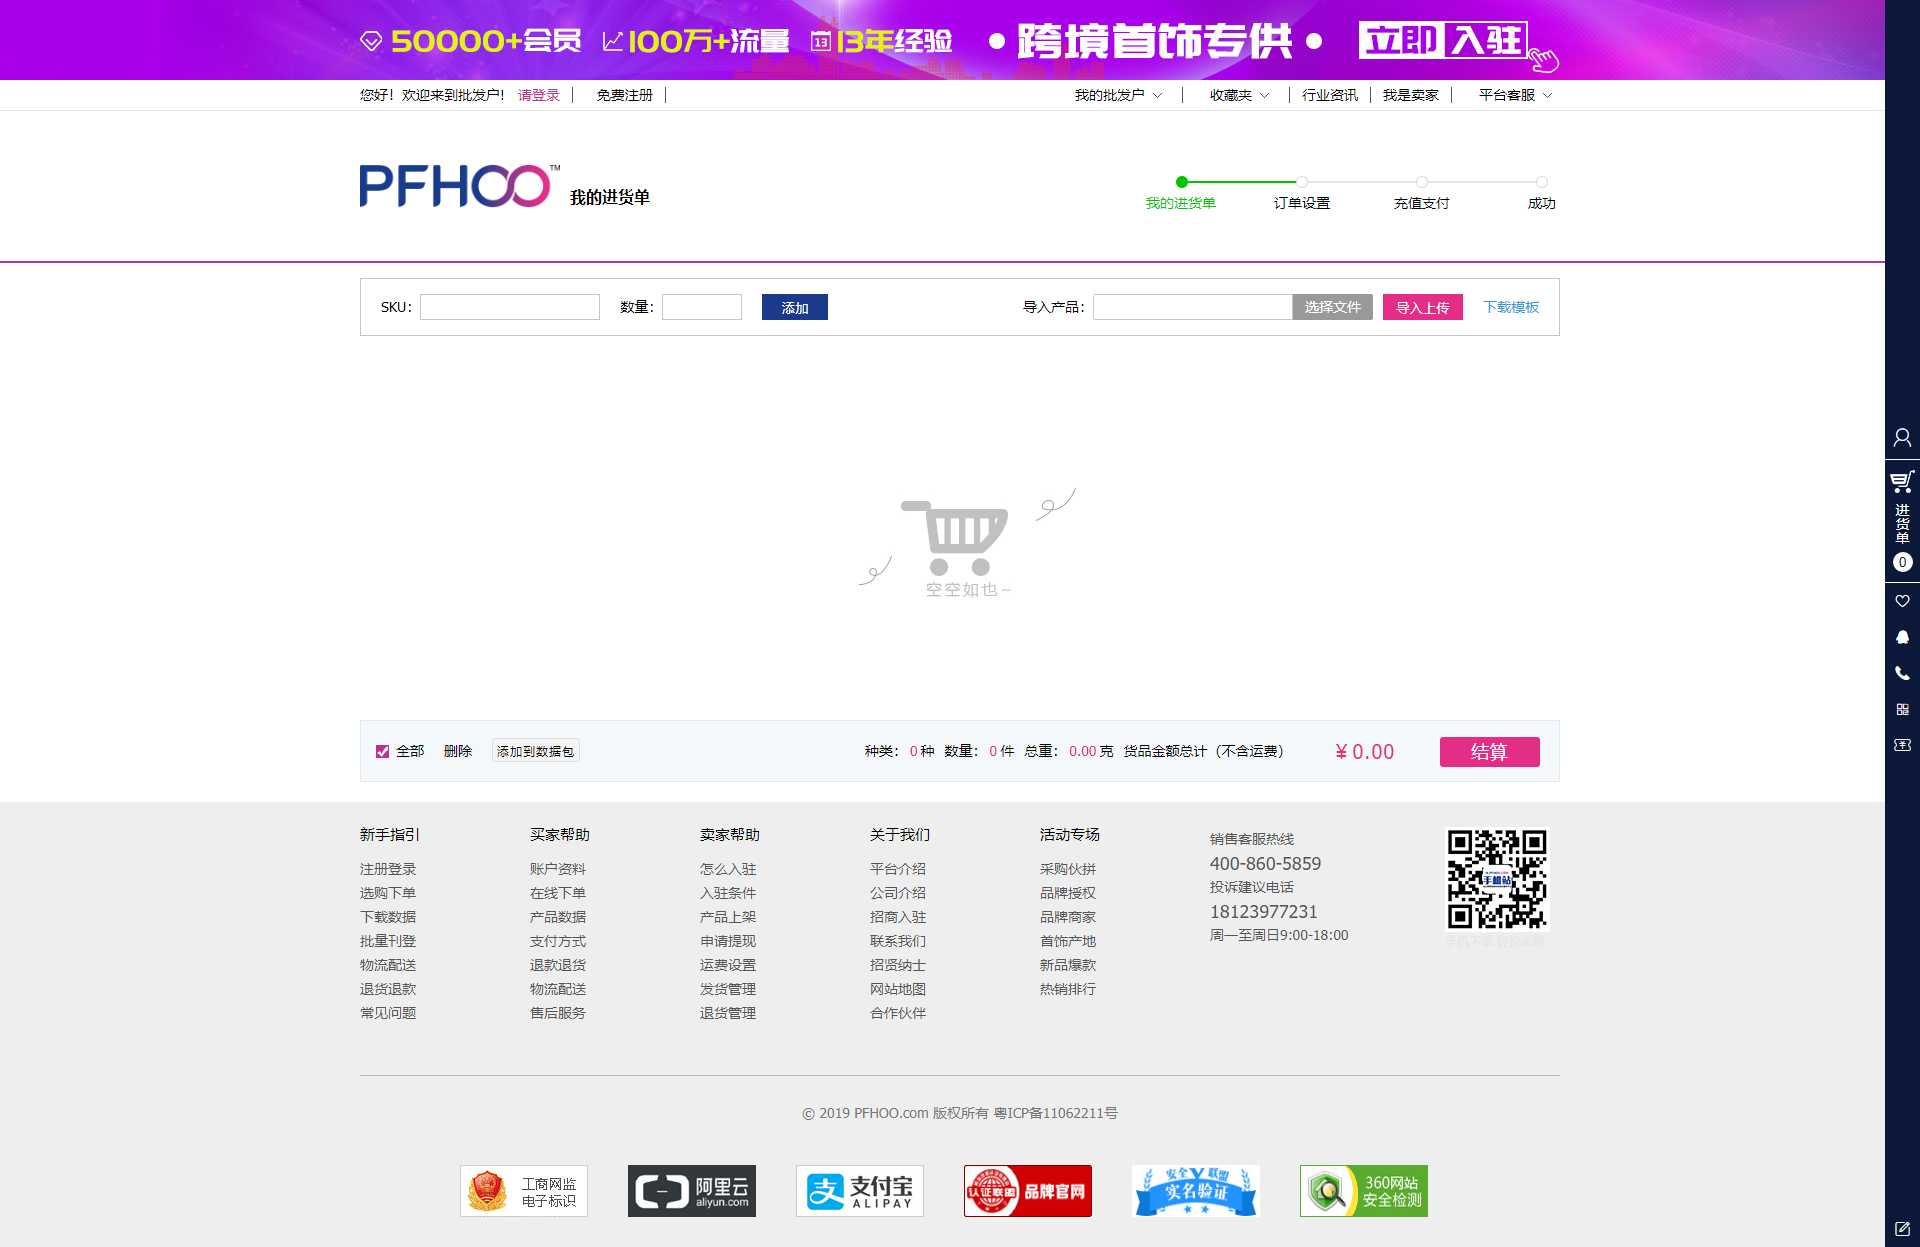 50000+会员 100万+流量 13 13年经验 跨境首饰专供 立即入驻
您好！欢迎来到批发户! 请登录 免费注册 我的批发户 收藏夹 行业资讯 我是卖家 平台客服
PFHOO™ 我的进货单
我的进货单 订单设置 充值支付 成功
SKU： 数量： 添加 导入产品： 选择文件 导入上传 下载模板
进货单
0
空空如也~
全部 删除 添加到数据包 种类： 0 种 数量： 0 件 总重： 0.00 克 货品金额总计（不含运费） ¥ 0.00 结算
新手指引
注册登录
选购下单
下载数据
批量刊登
物流配送
退货退款
常见问题
买家帮助
账户资料
在线下单
产品数据
支付方式
退款退货
物流配送
售后服务
卖家帮助
怎么入驻
入驻条件
产品上架
申请提现
运费设置
发货管理
退货管理
关于我们
平台介绍
公司介绍
招商入驻
联系我们
招贤纳士
网站地图
合作伙伴
活动专场
采购伙拼
品牌授权
品牌商家
首饰产地
新品爆款
热销排行
销售客服热线
400-860-5859
投诉建议电话
18123977231
周一至周日9:00-18:00
手机站
手机下单 轻松采购
© 2019 PFHOO.com 版权所有 粤ICP备11062211号
工商网监
电子标识
阿里云
aliyun.com
支付宝
ALIPAY
认证联盟 品牌官网
安全联盟
实名验证
360网站
安全检测